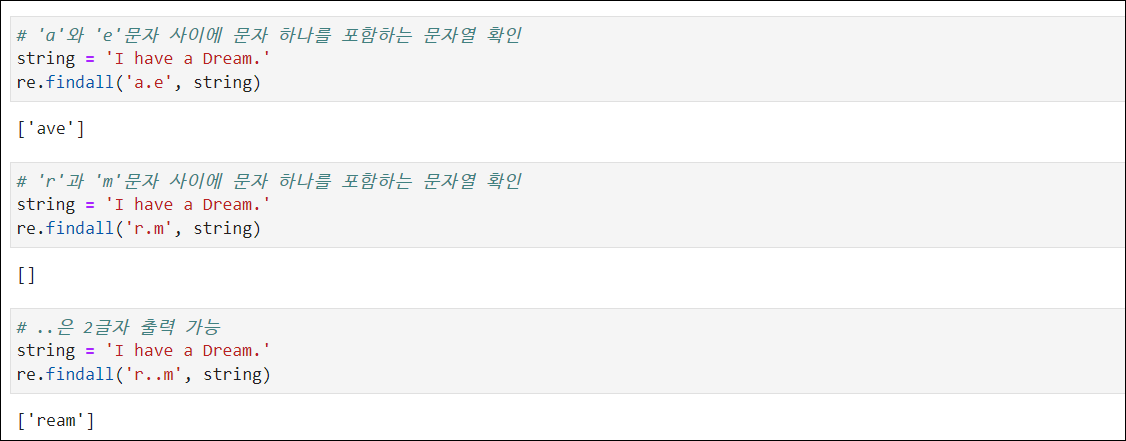 # 'a'와 'e'문자 사이에 문자 하나를 포함하는 문자열 확인
string = 'I have a Dream.'
re.findall('a.e', string)
['ave']
# 'r'과 'm'문자 사이에 문자 하나를 포함하는 문자열 확인
string = 'I have a Dream.'
re.findall('r.m', string)
[]
# ..은 2글자 출력 가능
string = 'I have a Dream.'
re.findall('r..m', string)
['ream']